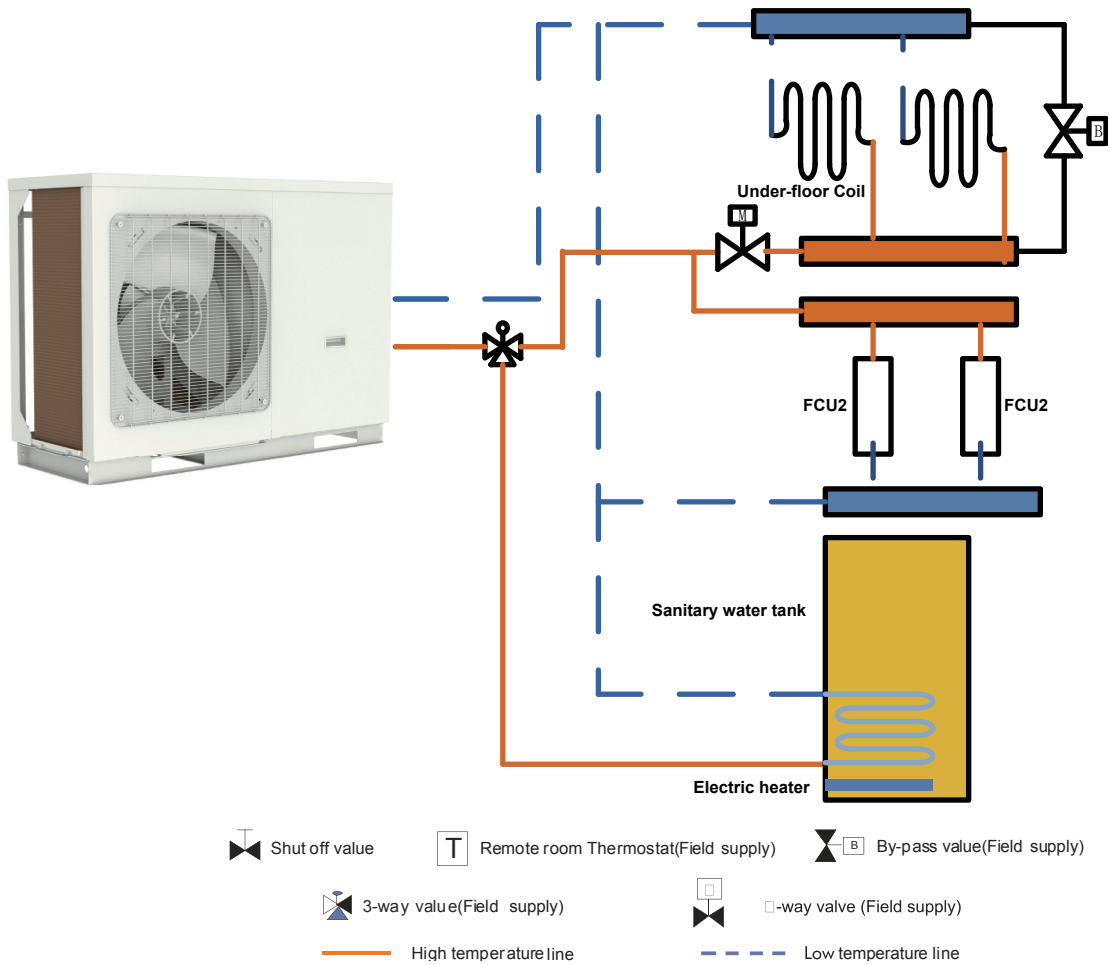 B
Under-floor Coil
M
FCU2
FCU2
Sanitary water tank
Electric heater
Shut off value
T Remote room Thermostat(Field supply)
B By-pass value(Field supply)
3-way value(Field supply)
□-way valve (Field supply)
High temperature line
Low temperature line